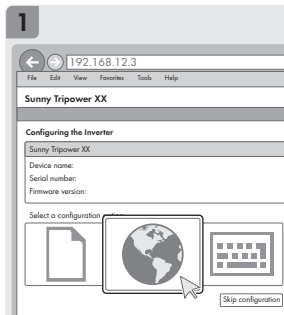 1
192.168.12.3
File Edit View Favorites Tools Help
Sunny Tripower XX
Configuring the Inverter
Sunny Tripower XX
Device name:
Serial number:
Firmware version:
Select a configuration
Skip configuration